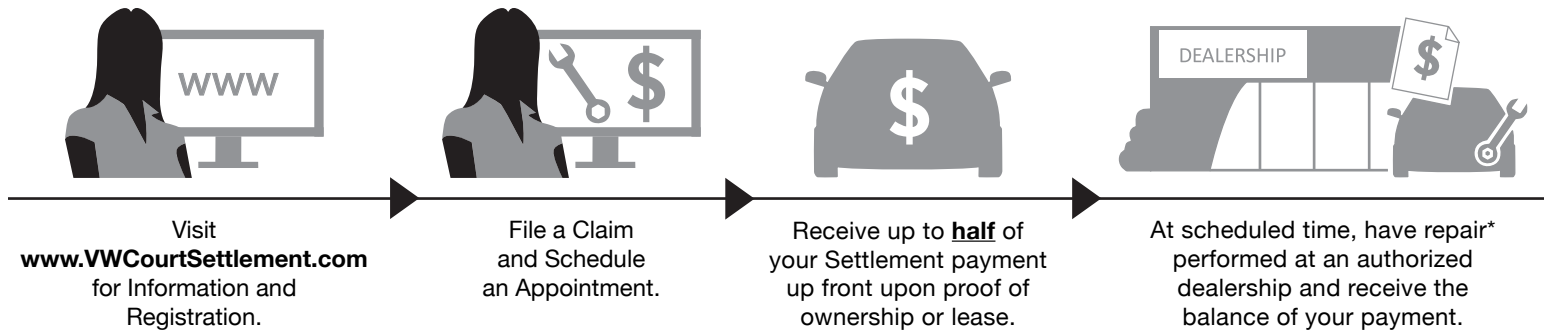 WWW
$
$
DEALERSHIP
$
Visit
www.VWCourtSettlement.com
for Information and
Registration.
File a Claim
and Schedule
an Appointment.
Receive up to half of
your Settlement payment
up front upon proof of
ownership or lease.
At scheduled time, have repair*
performed at an authorized
dealership and receive the
balance of your payment.